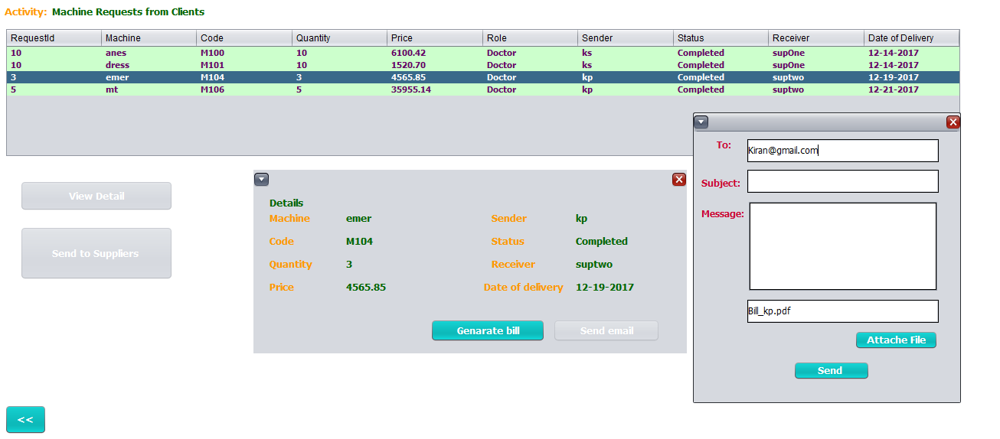 Activity: Machine Requests from Clients
RequestId Machine Code Quantity Price Role Sender Status Receiver Date of Delivery
10 anes M100 10 6100.42 Doctor ks Completed supOne 12-14-2017
10 dress M101 10 1520.70 Doctor ks Completed supOne 12-14-2017
3 emer M104 3 4565.85 Doctor kp Completed suptwo 12-19-2017
5 mt M106 5 35955.14 Doctor kp Completed suptwo 12-21-2017
View Detail
Send to Suppliers
Details
Machine emer Sender kp
Code M104 Status Completed
Quantity 3 Receiver suptwo
Price 4565.85 Date of delivery 12-19-2017
Genarate bill Send email
To: Kiran@gmail.com
Subject:
Message:
Bill_kp.pdf
Attache File
Send
<<